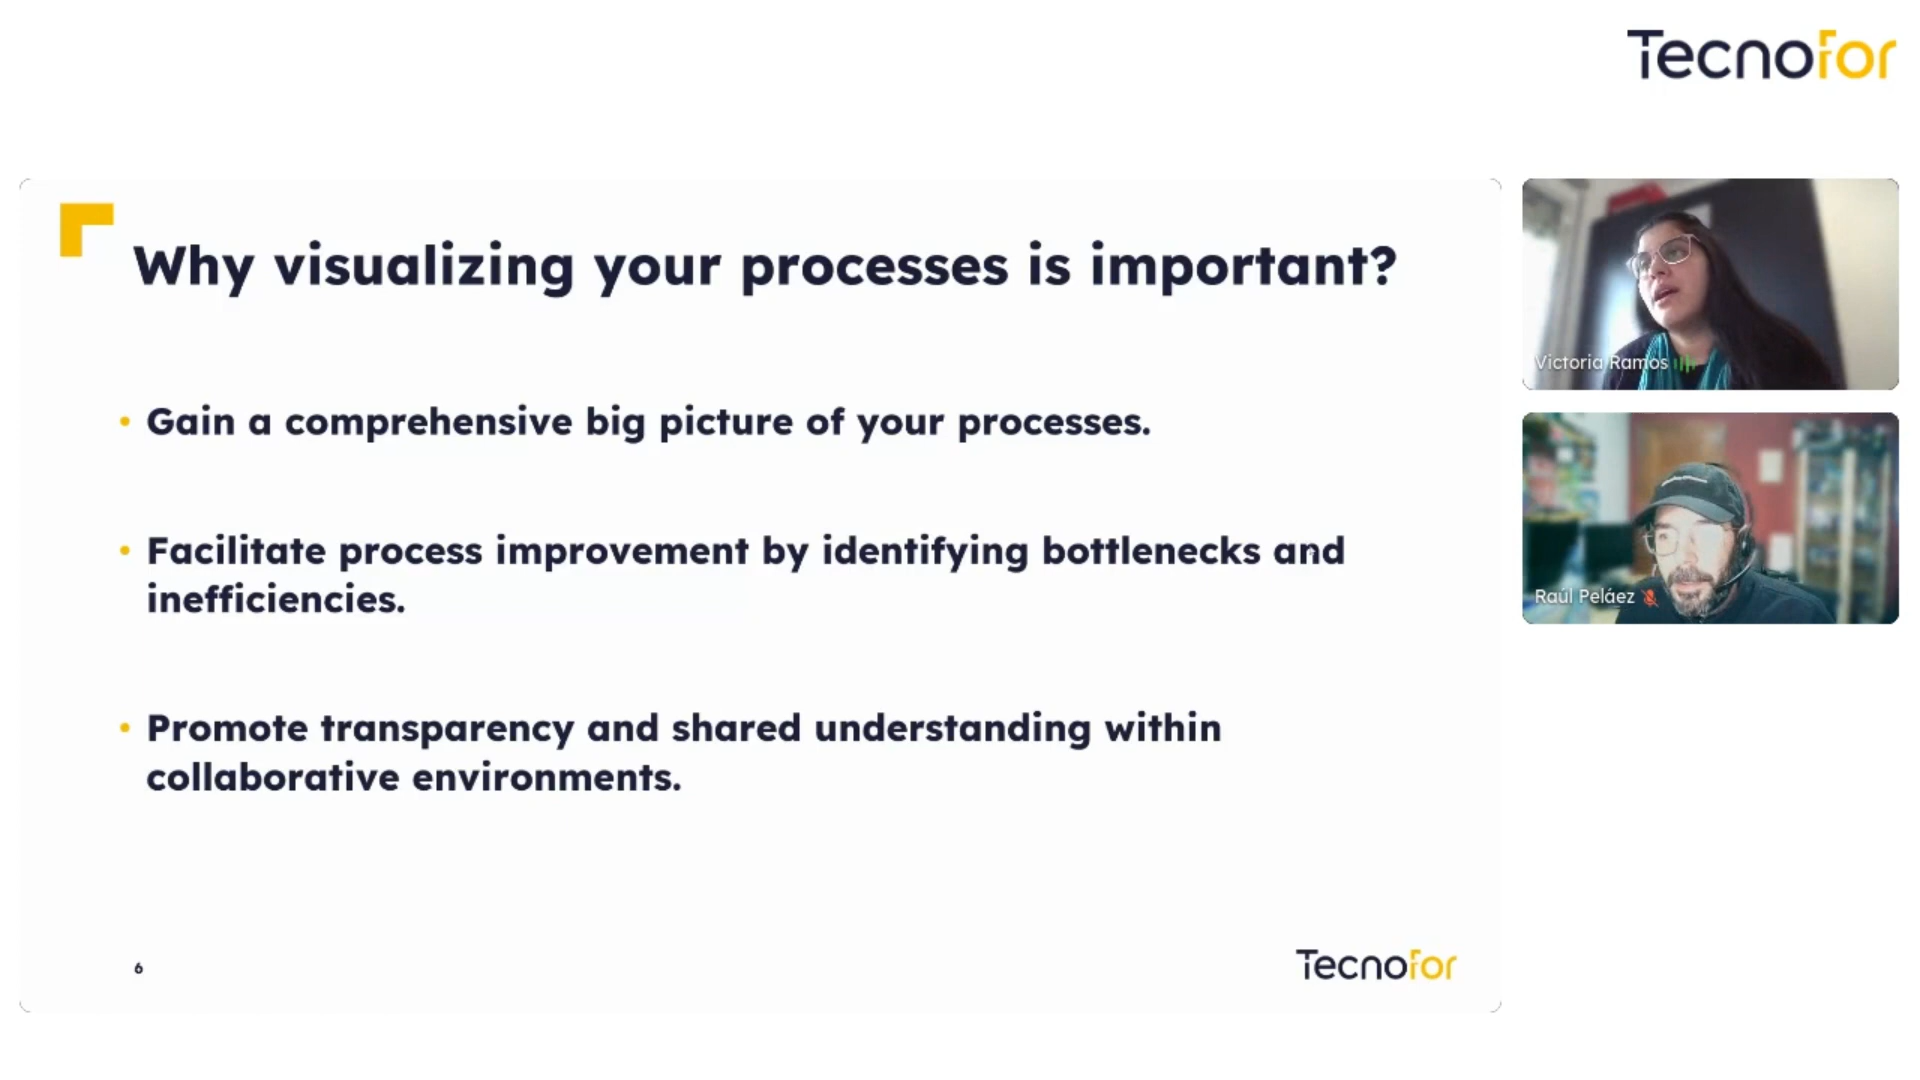 Tecnofor
Why visualizing your processes is important?
• Gain a comprehensive big picture of your processes.
• Facilitate process improvement by identifying bottlenecks and
inefficiencies.
• Promote transparency and shared understanding within
collaborative environments.
6
Tecnofor
Victoria Ramos
Raúl Peláez